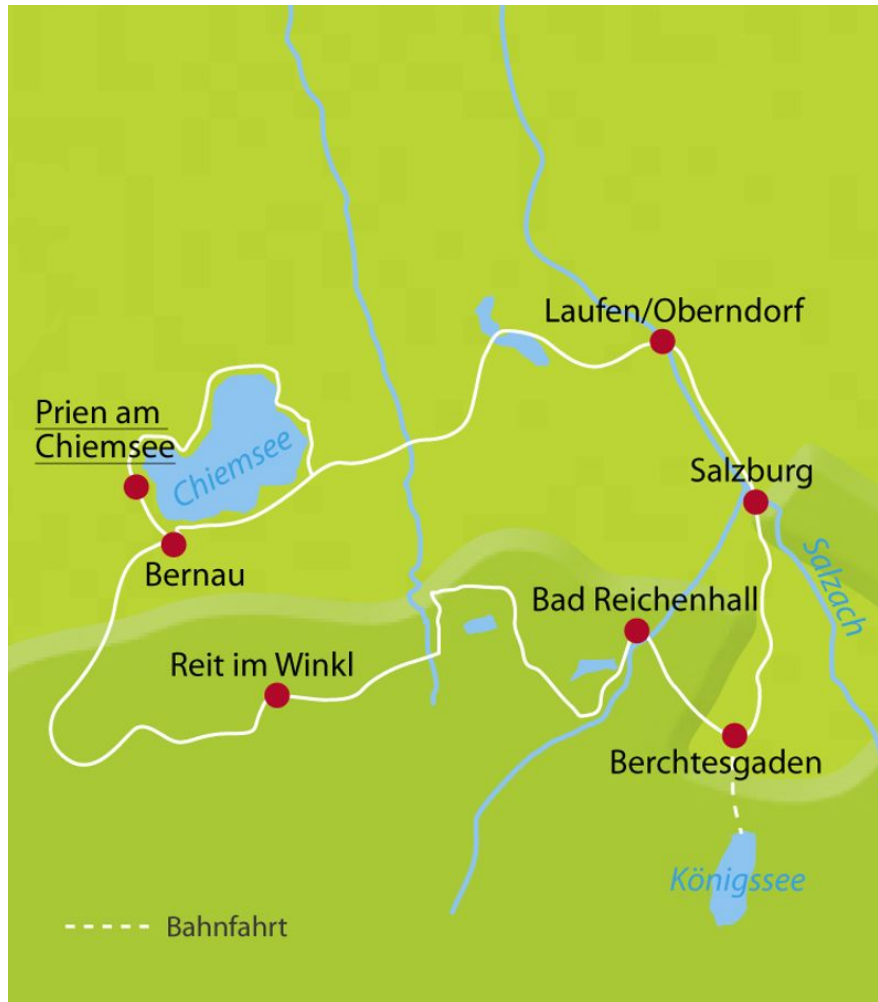 Laufen/Oberndorf
Prien am
Chiemsee
Chiemsee
Salzburg
Bernau
Salzach
Bad Reichenhall
Reit im Winkl
Berchtesgaden
Königssee
Bahnfahrt